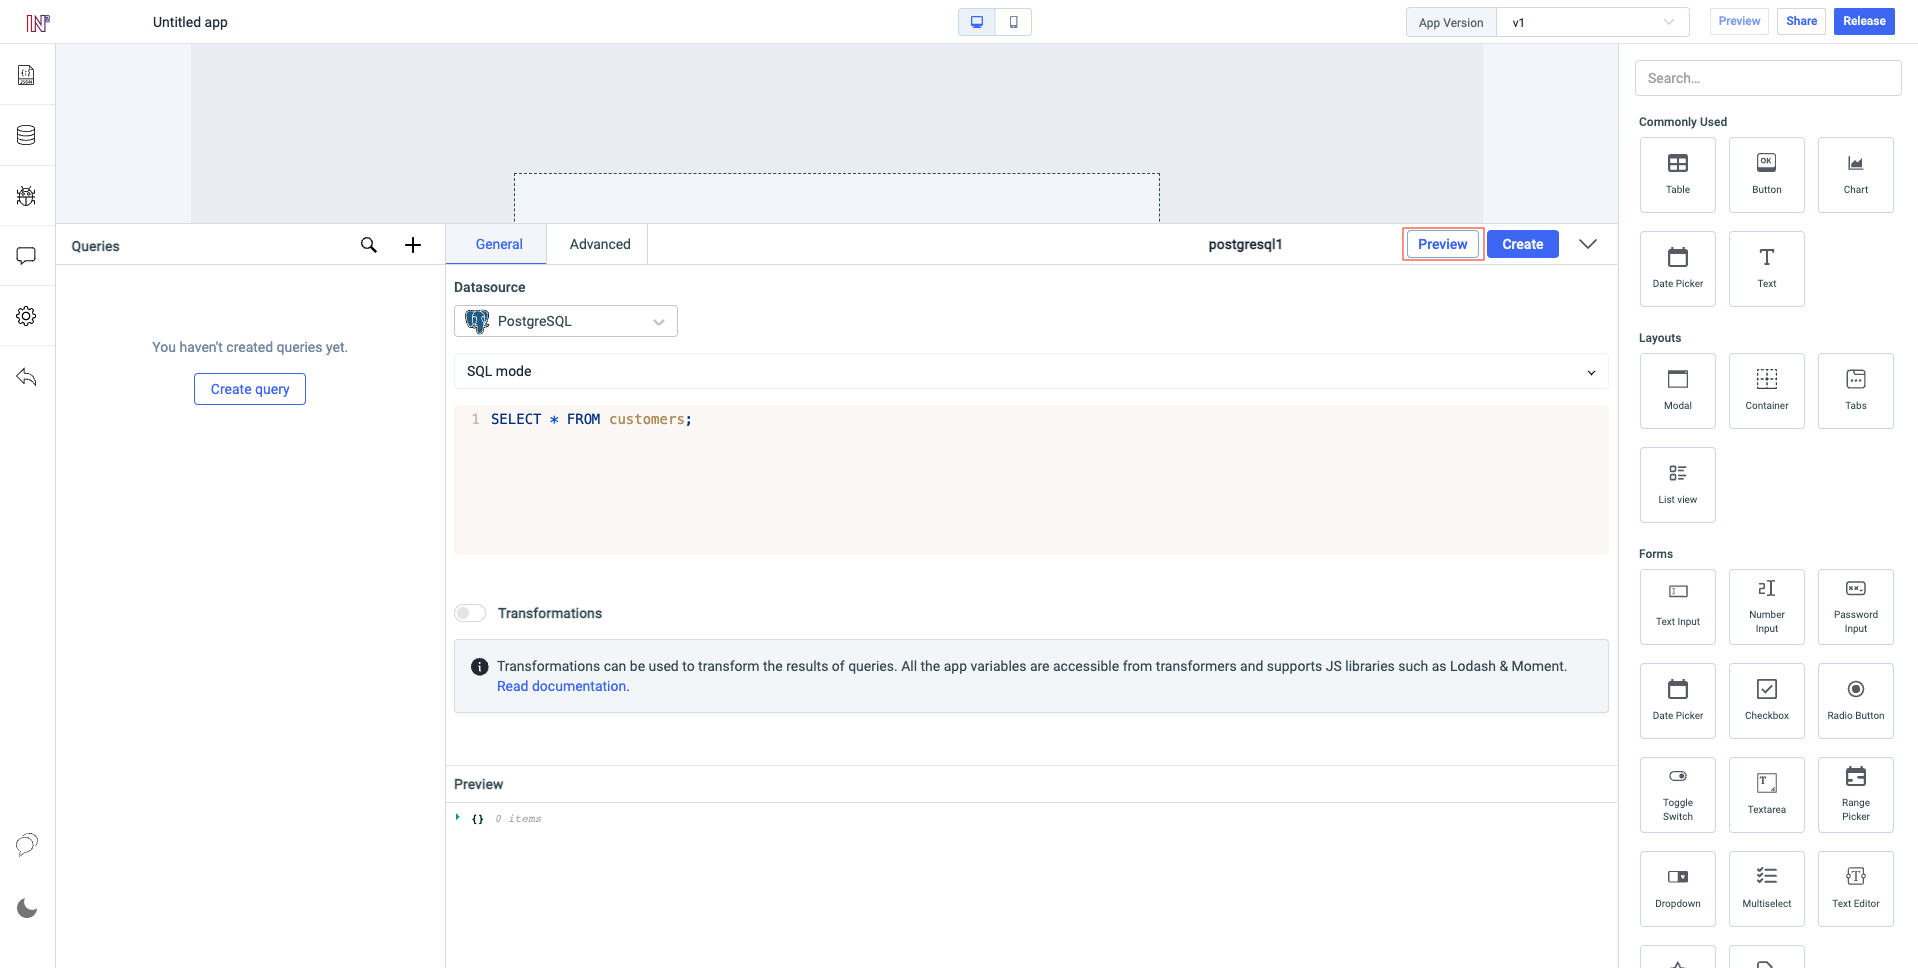 Untitled app
App Version
v1
Preview
Share
Release
Queries
You haven't created queries yet.
Create query
General
Advanced
postgresql1
Preview
Create
Datasource
PostgreSQL
SQL mode
1 SELECT * FROM customers;
Transformations
Transformations can be used to transform the results of queries. All the app variables are accessible from transformers and supports JS libraries such as Lodash & Moment.
Read documentation.
Preview
{} 0 items
Search...
Commonly Used
Table
OK
Button
Chart
Date Picker
Text
Layouts
Modal
Container
Tabs
List view
Forms
Text Input
Number
Input
Password
Input
Date Picker
Checkbox
Radio Button
Toggle
Switch
Textarea
Range
Picker
Dropdown
Multiselect
Text Editor